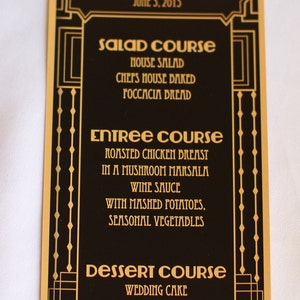 June 5, 2015
SALAD COURSE
HOUSE SALAD
CHEFS HOUSE BAKED
FOCCACIA BREAD
ENTREE COURSE
ROASTED CHICKEN BREAST
IN A MUSHROOM MARSALA
WINE SAUCE
WITH MASHED POTATOES,
SEASONAL VEGETABLES
DESSERT COURSE
WEDDING CAKE